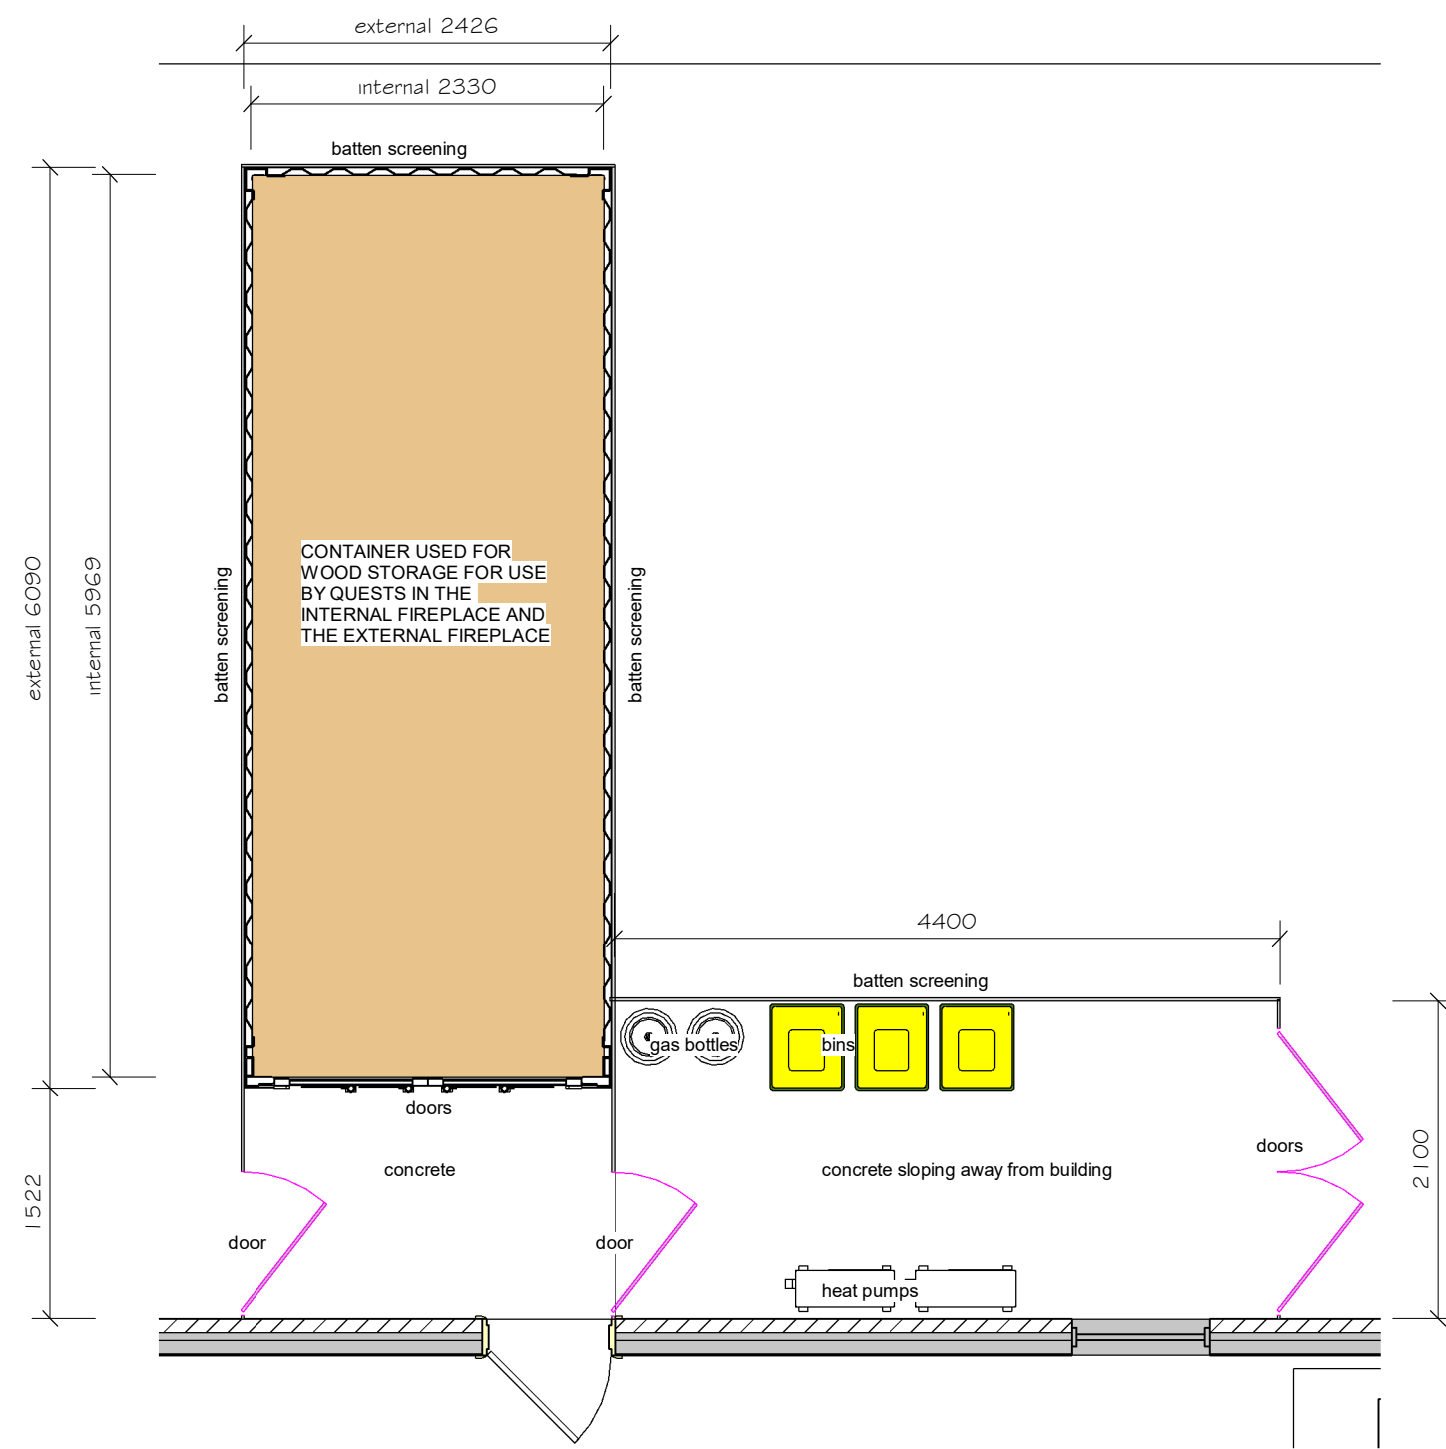 external 2426
internal 2330
batten screening
external 6090
internal 5969
batten screening
CONTAINER USED FOR
WOOD STORAGE FOR USE
BY QUESTS IN THE
INTERNAL FIREPLACE AND
THE EXTERNAL FIREPLACE
batten screening
4400
batten screening
gas bottles
bins
doors
concrete
concrete sloping away from building
doors
2100
1522
door
door
heat pumps